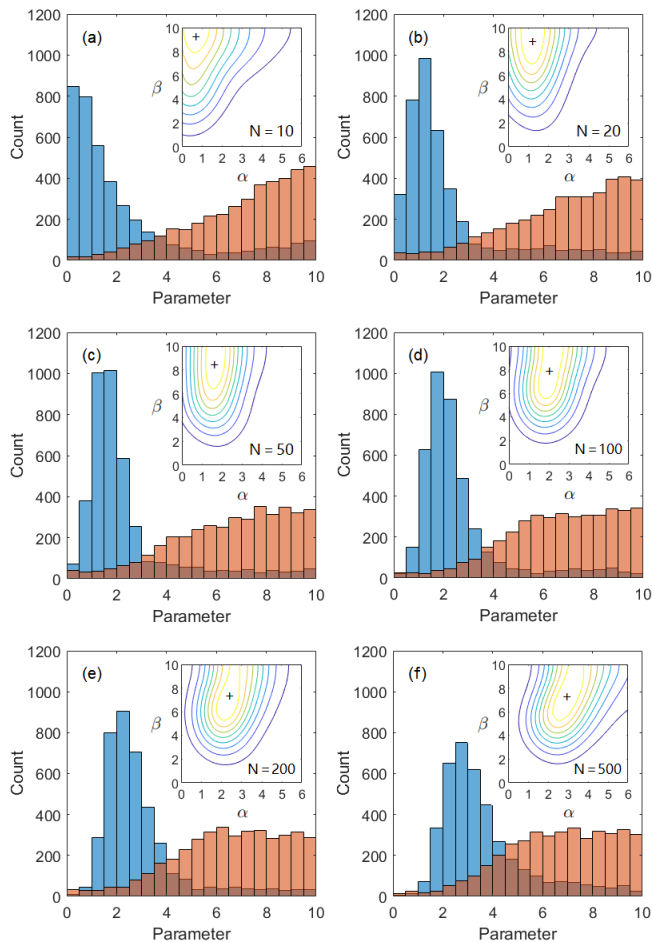 (a)
Count
1200
1000
800
600
400
200
0
0 2 4 6 8 10
Parameter
β
10
8
6
4
2
0
0 1 2 3 4 5 6
α
N = 10
(b)
1200
1000
800
600
400
200
0
0 2 4 6 8 10
Parameter
β
10
8
6
4
2
0
0 1 2 3 4 5 6
α
N = 20
(c)
Count
1200
1000
800
600
400
200
0
0 2 4 6 8 10
Parameter
β
10
8
6
4
2
0
0 1 2 3 4 5 6
α
N = 50
(d)
Count
1200
1000
800
600
400
200
0
0 2 4 6 8 10
Parameter
β
10
8
6
4
2
0
0 1 2 3 4 5 6
α
N = 100
(e)
Count
1200
1000
800
600
400
200
0
0 2 4 6 8 10
Parameter
β
10
8
6
4
2
0
0 1 2 3 4 5 6
α
N = 200
(f)
Count
1200
1000
800
600
400
200
0
0 2 4 6 8 10
Parameter
β
10
8
6
4
2
0
0 1 2 3 4 5 6
α
N = 500